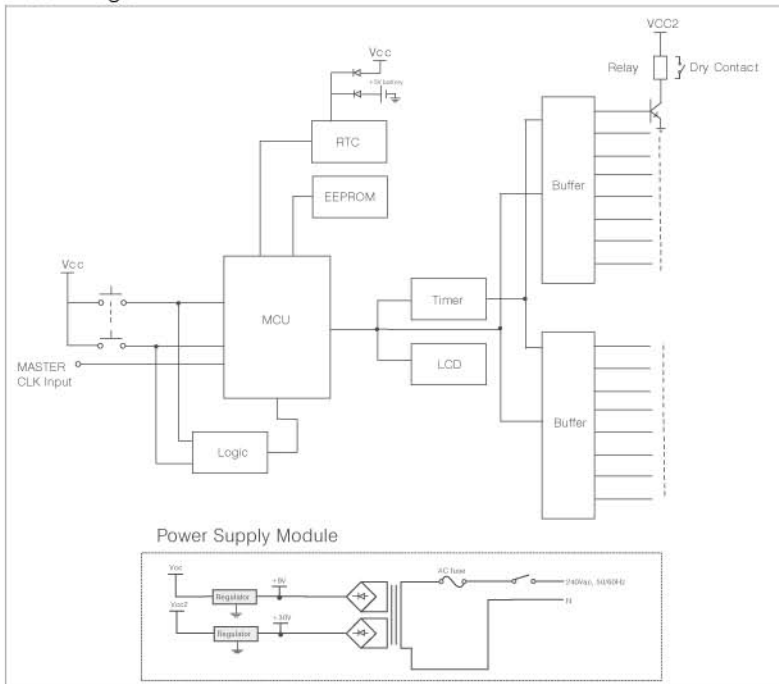 VCC2
Vcc
Relay
Dry Contact
RTC
Buffer
EEPROM
Vcc
MCU
Timer
LCD
MASTER
CLK Input
Logic
Buffer
Power Supply Module
AC fuse
Vcc
+9V
Regulator
Vcc2
+30V
Regulator
N